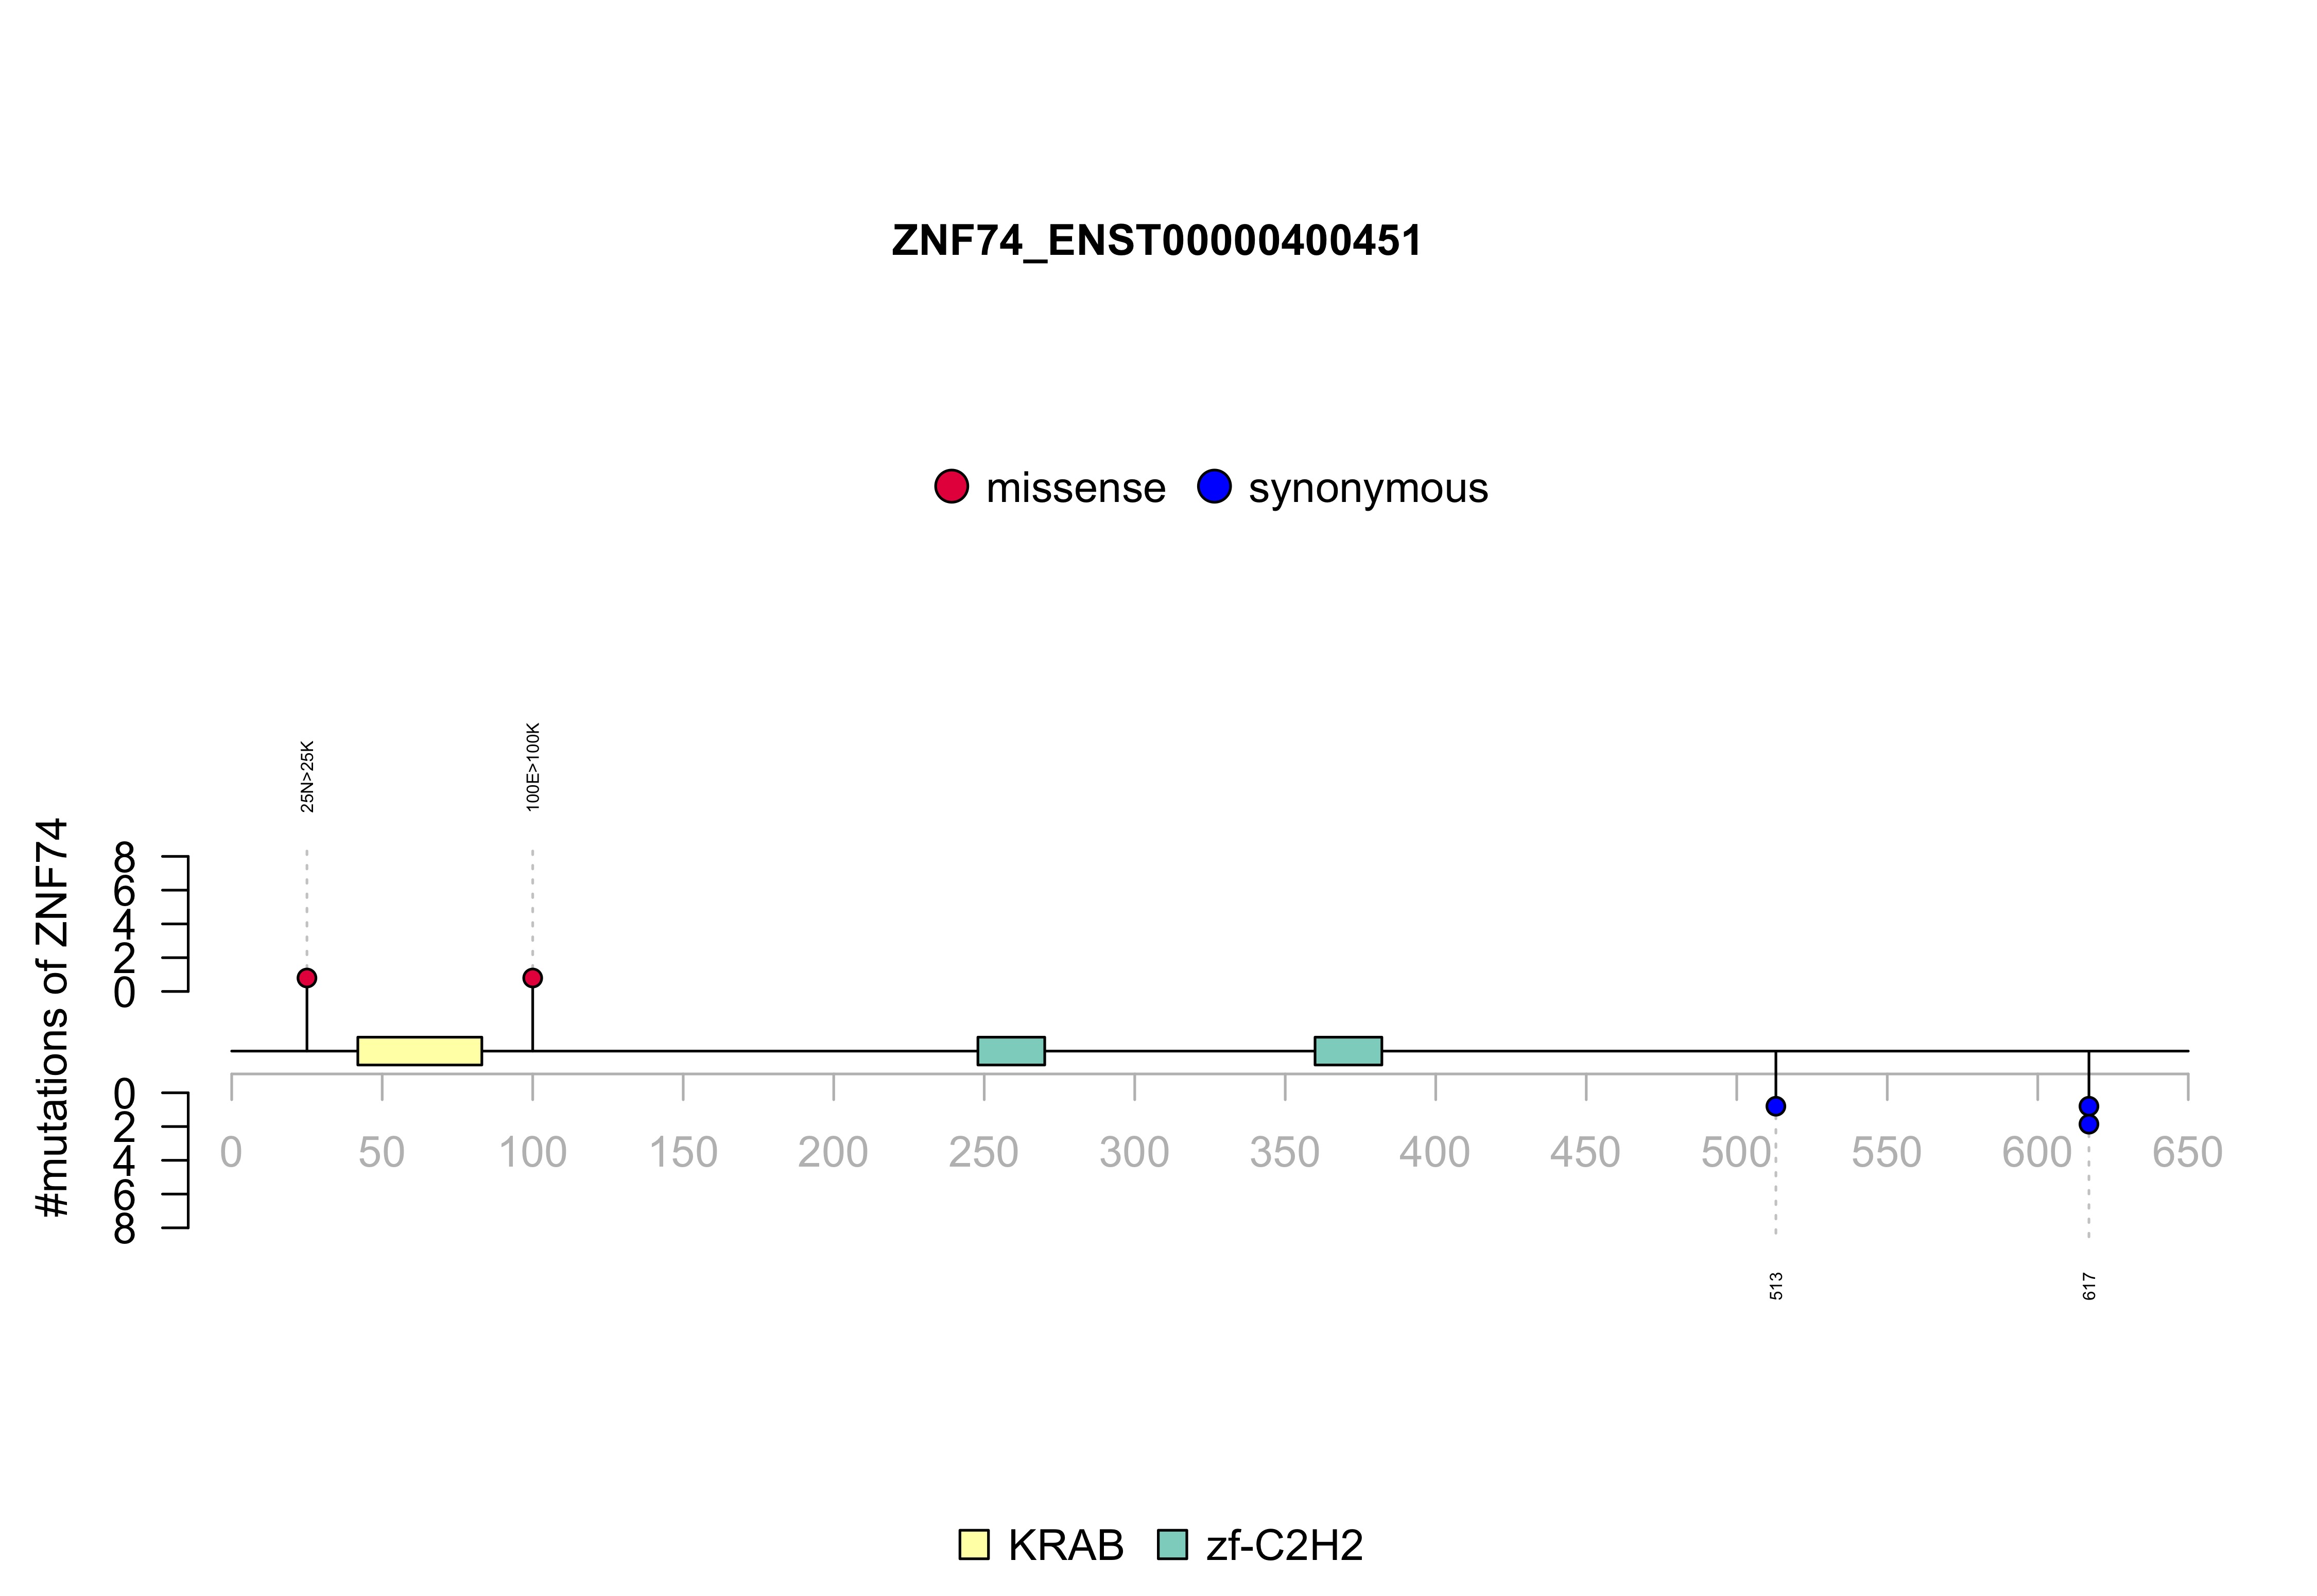 ZNF74_ENST00000400451
missense synonymous
25N>25K
100E>100K
#mutations of ZNF74
8
6
4
2
0
0
2
4
6
8
0 50 100 150 200 250 300 350 400 450 500 550 600 650
513
617
KRAB zf-C2H2